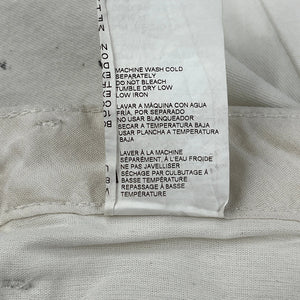 MACHINE WASH COLD
SEPARATELY
DO NOT BLEACH
TUMBLE DRY LOW
LOW IRON
LAVAR A MÁQUINA CON AGUA
FRÍA, POR SEPARADO
NO USAR BLANQUEADOR
SECAR A TEMPERATURA BAJA
USAR PLANCHA A TEMPERATURA
BAJA
LAVER À LA MACHINE
SÉPARÉMENT, À L'EAU FROIDE
NE PAS JAVELLISER
SÉCHAGE PAR CULBUTAGE À
BASSE TEMPÉRATURE
REPASSAGE À BASSE
TEMPÉRATURE